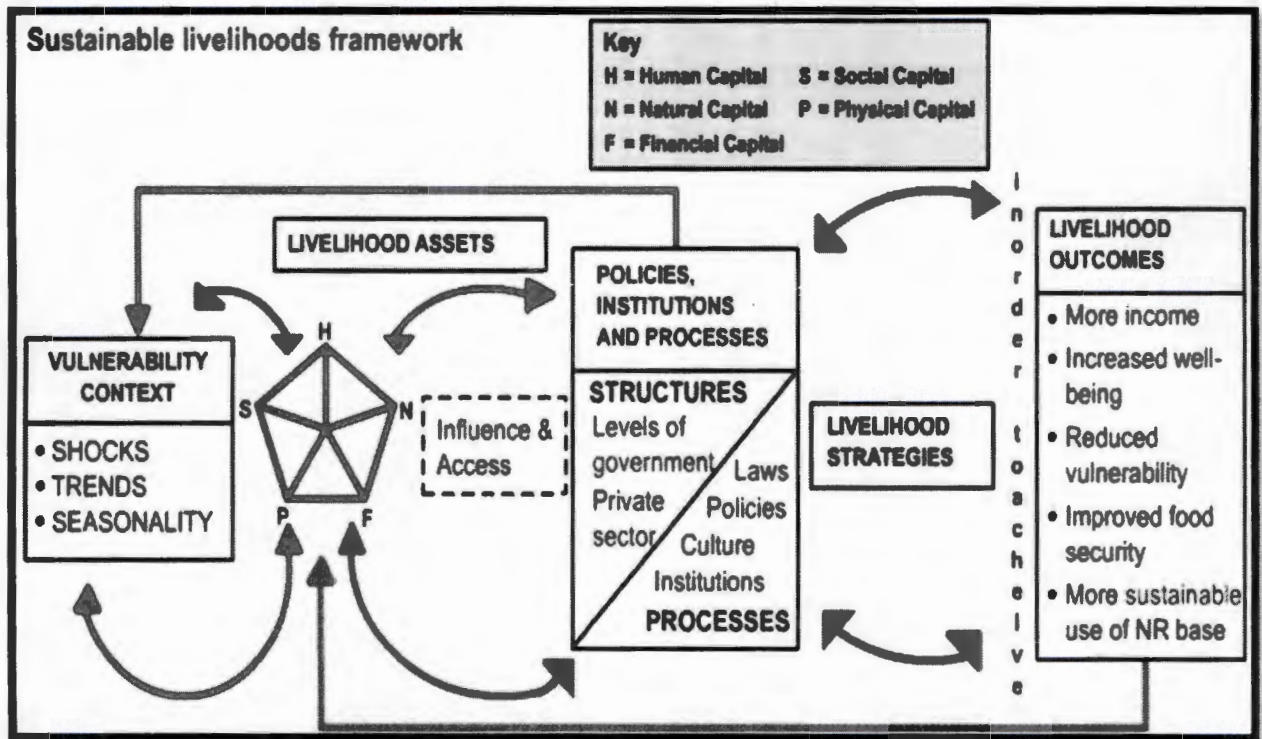 Sustainable livelihoods framework
Key
H = Human Capital S = Social Capital
N = Natural Capital P = Physical Capital
F = Financial Capital
LIVELIHOOD ASSETS
VULNERABILITY
CONTEXT
• SHOCKS
• TRENDS
• SEASONALITY
H
S
N
P
F
Influence &
Access
POLICIES,
INSTITUTIONS
AND PROCESSES
STRUCTURES
Levels of
government
Private
sector
Laws
Policies
Culture
Institutions
PROCESSES
LIVELIHOOD
STRATEGIES
in order to achieve
LIVELIHOOD
OUTCOMES
• More income
• Increased well-
being
• Reduced
vulnerability
• Improved food
security
• More sustainable
use of NR base